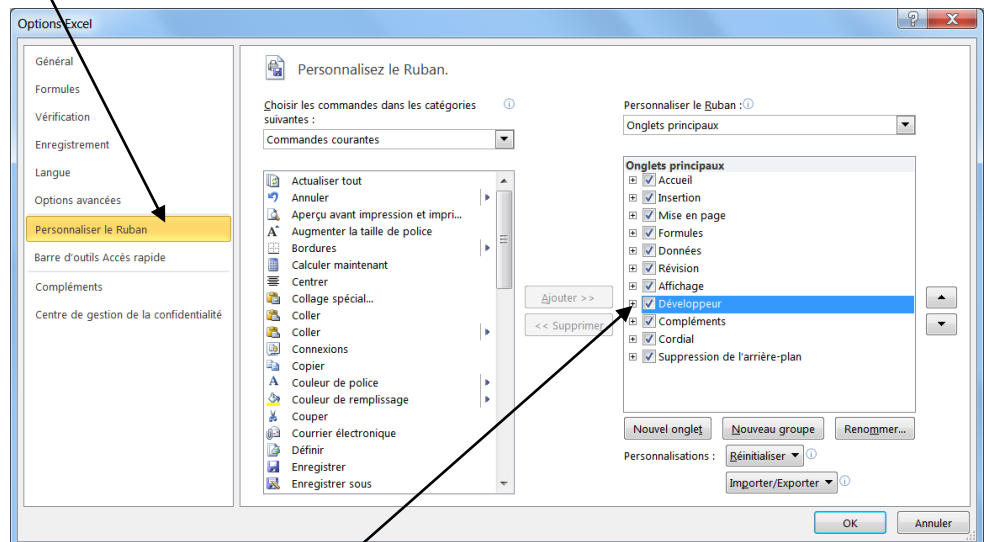 Options Excel
Général
Formules
Vérification
Enregistrement
Langue
Options avancées
Personnaliser le Ruban
Barre d'outils Accès rapide
Compléments
Centre de gestion de la confidentialité
Personnalisez le Ruban.
Choisir les commandes dans les catégories
suivantes :
Commandes courantes
Actualiser tout
Annuler
Aperçu avant impression et impri...
Augmenter la taille de police
Bordures
Calculer maintenant
Centrer
Collage spécial...
Coller
Coller
Connexions
Copier
Couleur de police
Couleur de remplissage
Couper
Courrier électronique
Définir
Enregistrer
Enregistrer sous
Ajouter >>
<< Supprimer
Personnaliser le Ruban :
Onglets principaux
Onglets principaux
Accueil
Insertion
Mise en page
Formules
Données
Révision
Affichage
Développeur
Compléments
Cordial
Suppression de l'arrière-plan
Nouvel onglet
Nouveau groupe
Renommer...
Personnalisations :
Réinitialiser
Importer/Exporter
OK
Annuler